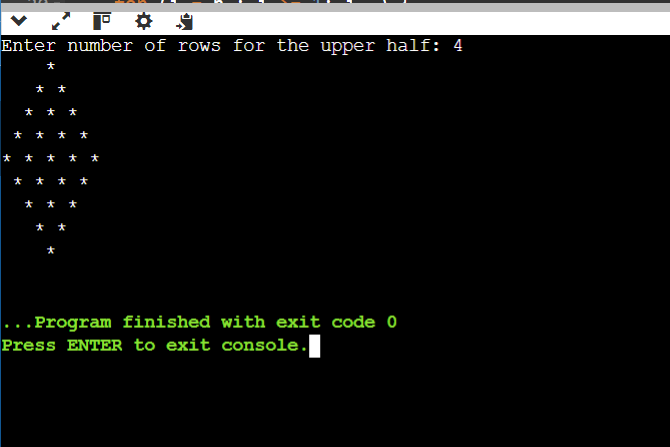 Enter number of rows for the upper half: 4
    *
   * *
  * * *
 * * * *
* * * * *
 * * * *
  * * *
   * *
    *
...Program finished with exit code 0
Press ENTER to exit console.